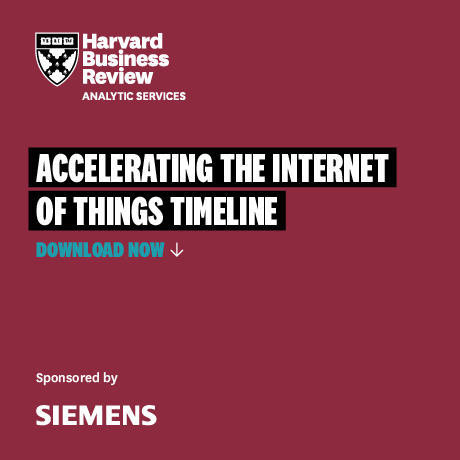 Harvard
Business
Review
ANALYTIC SERVICES
ACCELERATING THE INTERNET
OF THINGS TIMELINE
DOWNLOAD NOW ↓
Sponsored by
SIEMENS